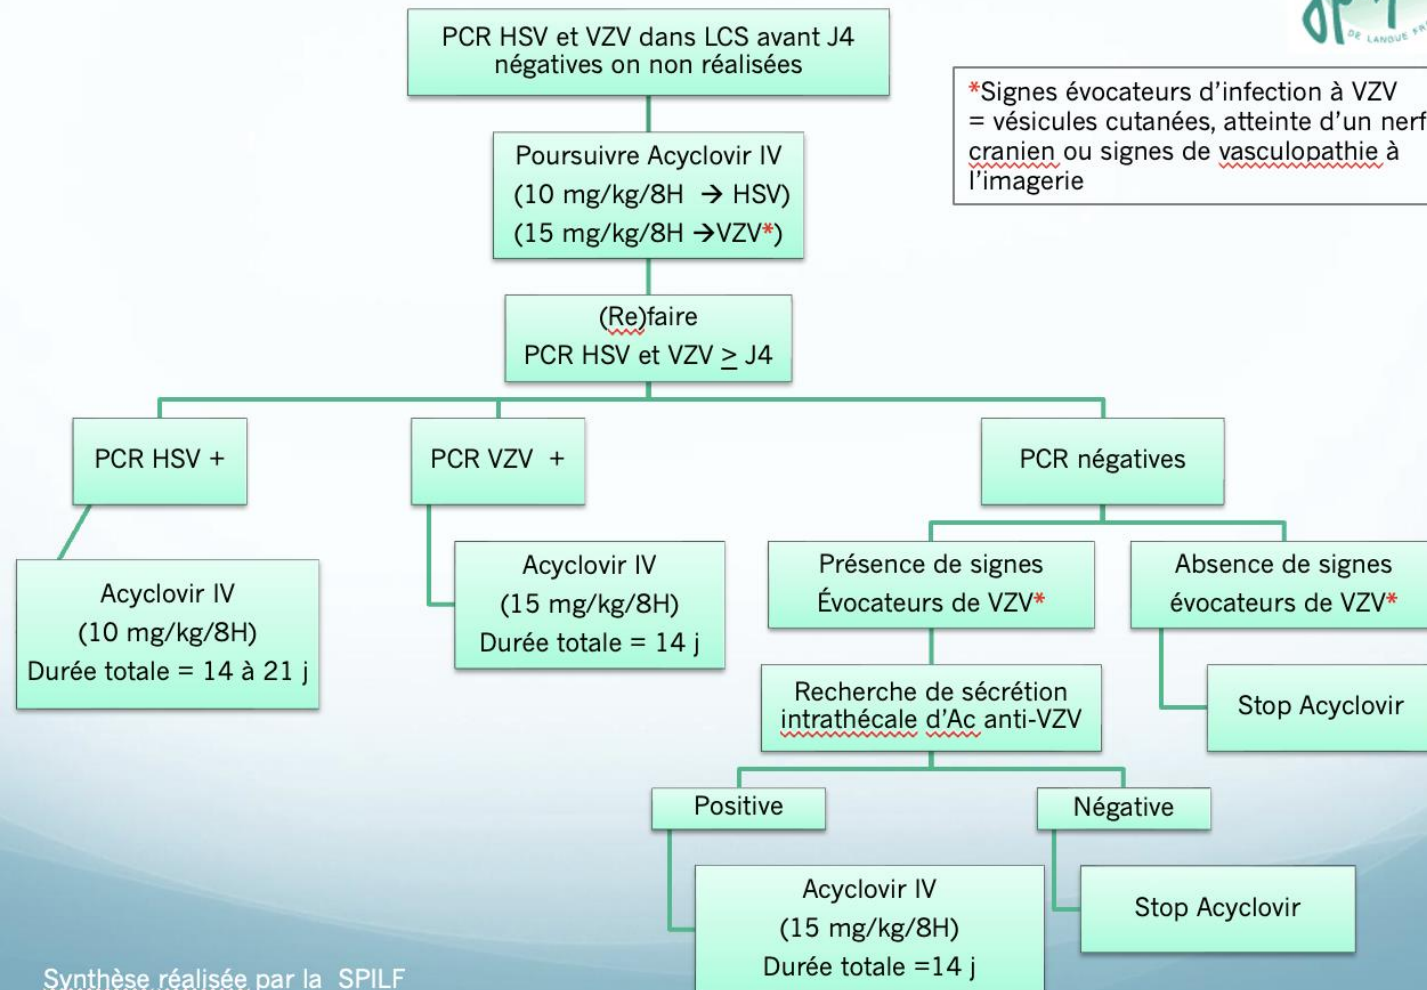 PCR HSV et VZV dans LCS avant J4
négatives on non réalisées
DE LANGUE
*Signes évocateurs d'infection à VZV
= vésicules cutanées, atteinte d'un nerf
cranien ou signes de vasculopathie à
l'imagerie
Poursuivre Acyclovir IV
(10 mg/kg/8H → HSV)
(15 mg/kg/8H →VZV*)
(Re)faire
PCR HSV et VZV ≥ J4
PCR HSV +
PCR VZV +
PCR négatives
Acyclovir IV
(10 mg/kg/8H)
Durée totale = 14 à 21 j
Acyclovir IV
(15 mg/kg/8H)
Durée totale = 14 j
Présence de signes
Évocateurs de VZV*
Absence de signes
évocateurs de VZV*
Recherche de sécrétion
intrathécale d'Ac anti-VZV
Stop Acyclovir
Positive
Négative
Acyclovir IV
(15 mg/kg/8H)
Durée totale =14 j
Stop Acyclovir
Synthèse réalisée par la SPILF